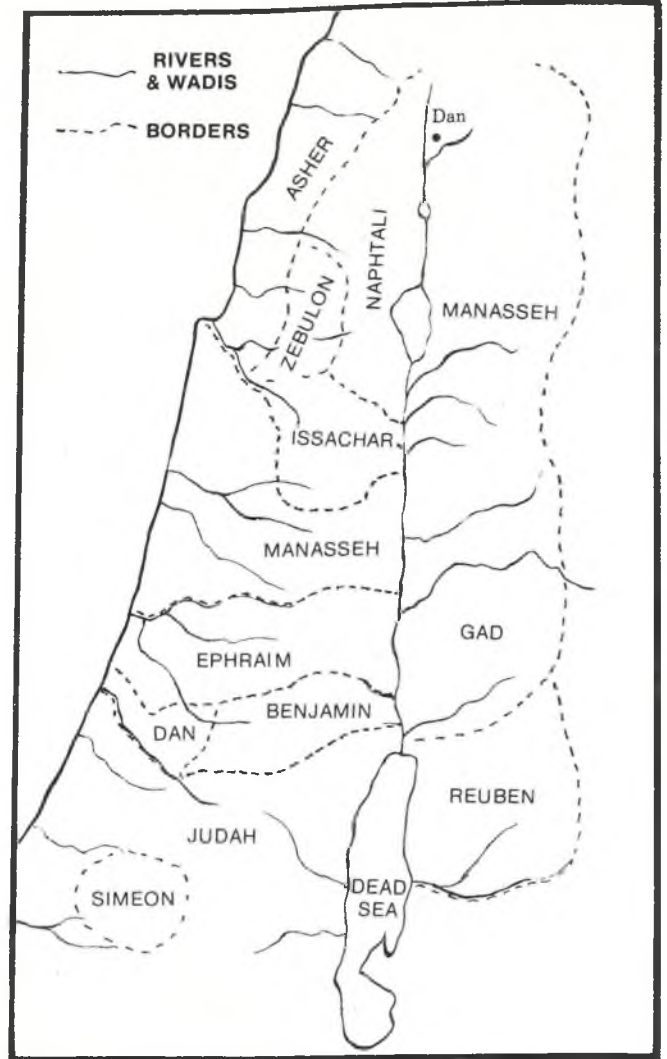 RIVERS
& WADIS
BORDERS
Dan
ASHER
NAPHTALI
ZEBULON
MANASSEH
ISSACHAR
MANASSEH
GAD
EPHRAIM
BENJAMIN
DAN
REUBEN
JUDAH
SIMEON
DEAD
SEA